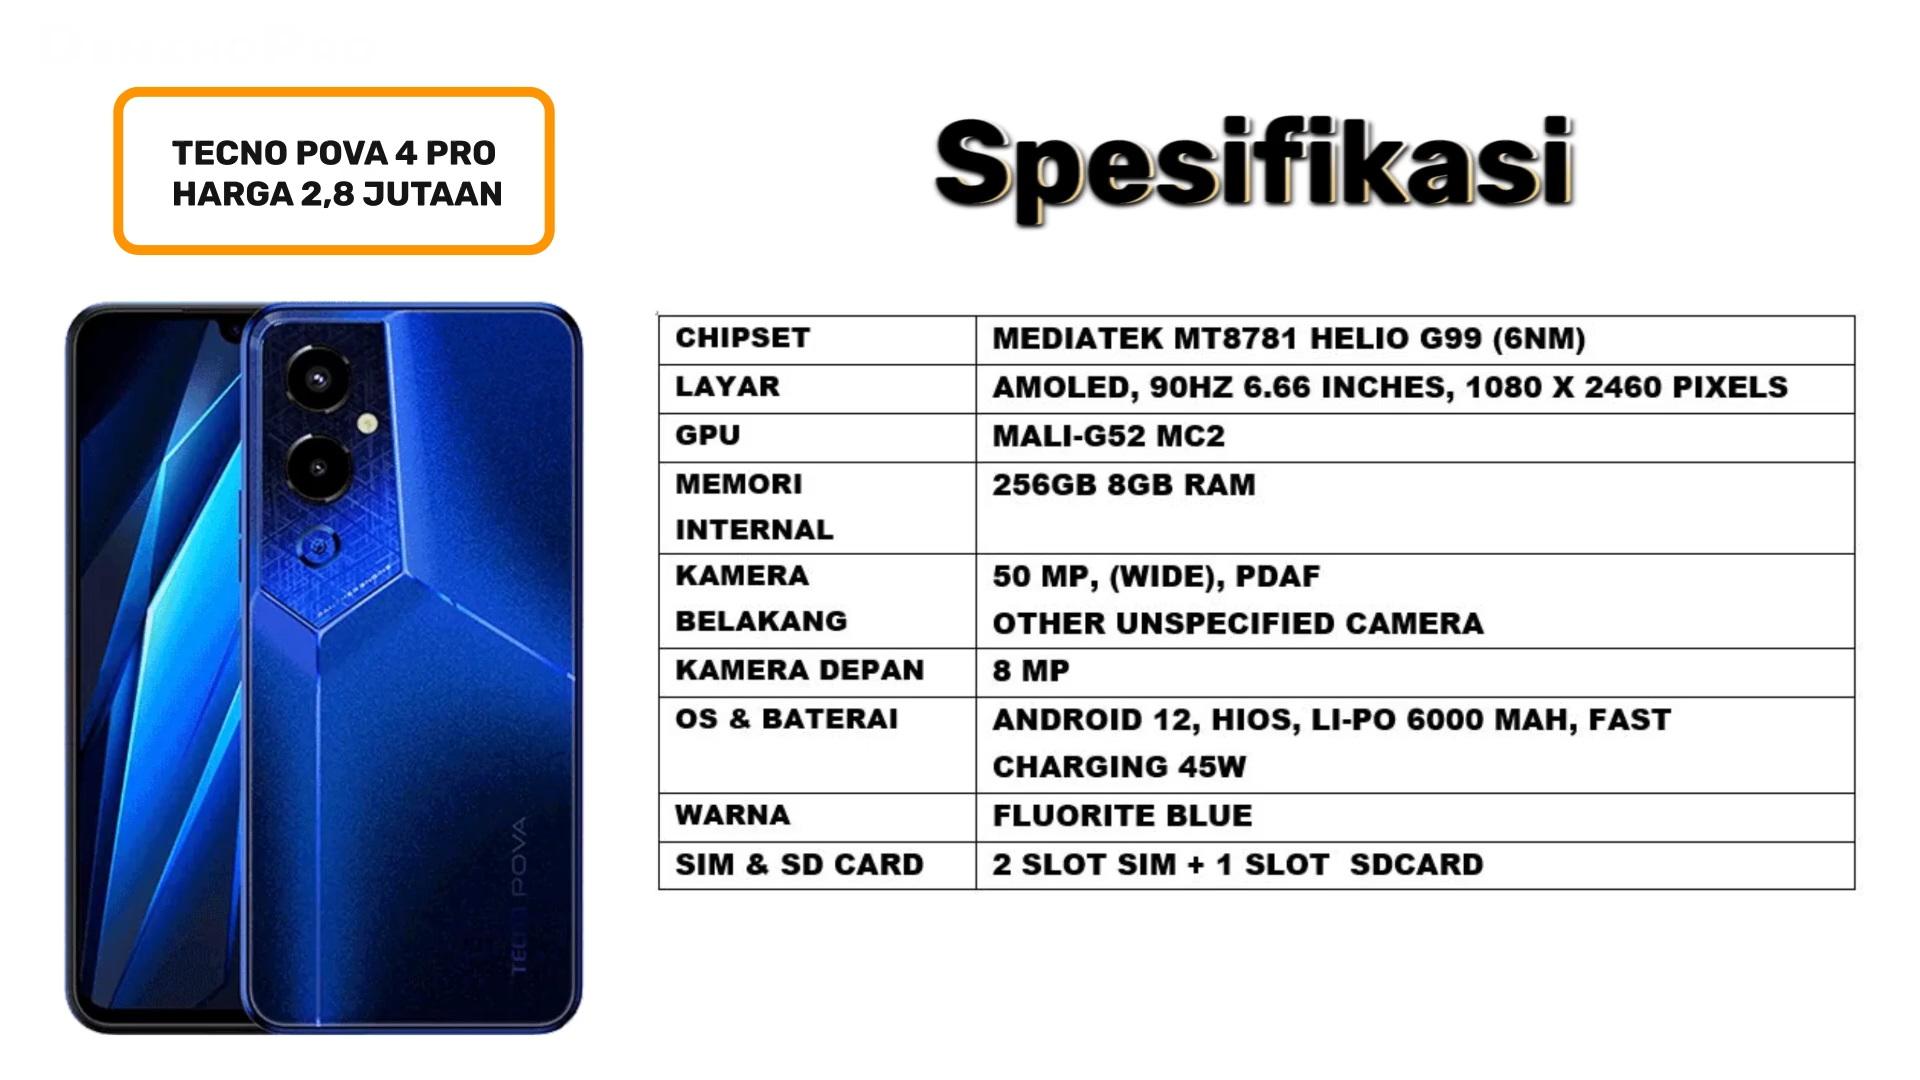 TECNO POVA 4 PRO
HARGA 2,8 JUTAAN
Spesifikasi
CHIPSET MEDIATEK MT8781 HELIO G99 (6NM)
LAYAR AMOLED, 90HZ 6.66 INCHES, 1080 X 2460 PIXELS
GPU MALI-G52 MC2
MEMORI INTERNAL 256GB 8GB RAM
KAMERA BELAKANG 50 MP, (WIDE), PDAF
OTHER UNSPECIFIED CAMERA
KAMERA DEPAN 8 MP
OS & BATERAI ANDROID 12, HIOS, LI-PO 6000 MAH, FAST
CHARGING 45W
WARNA FLUORITE BLUE
SIM & SD CARD 2 SLOT SIM + 1 SLOT SDCARD
TECNO POVA